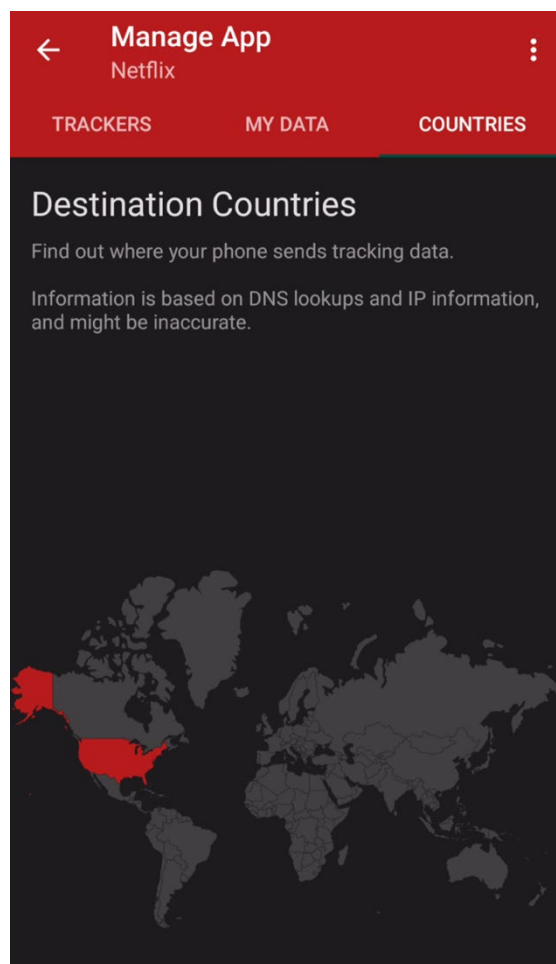 Manage App
Netflix
TRACKERS MY DATA COUNTRIES
Destination Countries
Find out where your phone sends tracking data.
Information is based on DNS lookups and IP information,
and might be inaccurate.